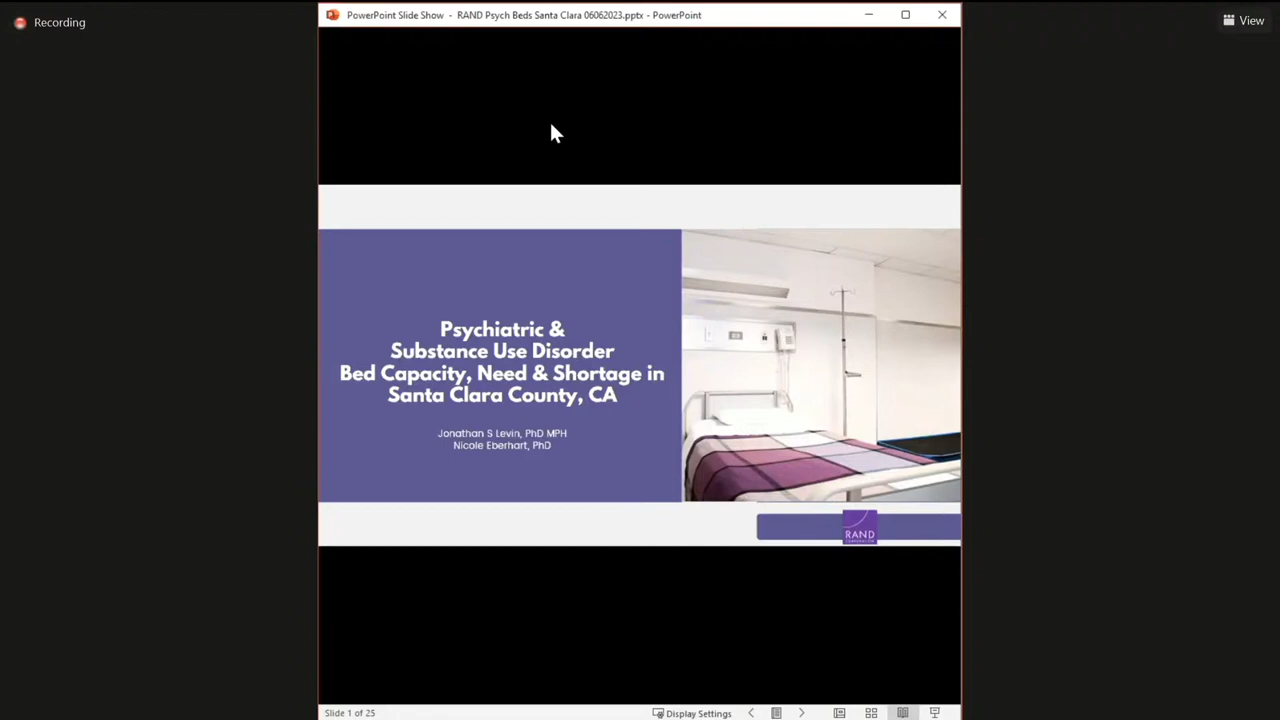 Recording
PowerPoint Slide Show - RAND Psych Beds Santa Clara 06062023.pptx - PowerPoint
View
Psychiatric &
Substance Use Disorder
Bed Capacity, Need & Shortage in
Santa Clara County, CA
Jonathan S Levin, PhD MPH
Nicole Eberhart, PhD
RAND
CORPORATION
Slide 1 of 25
Display Settings